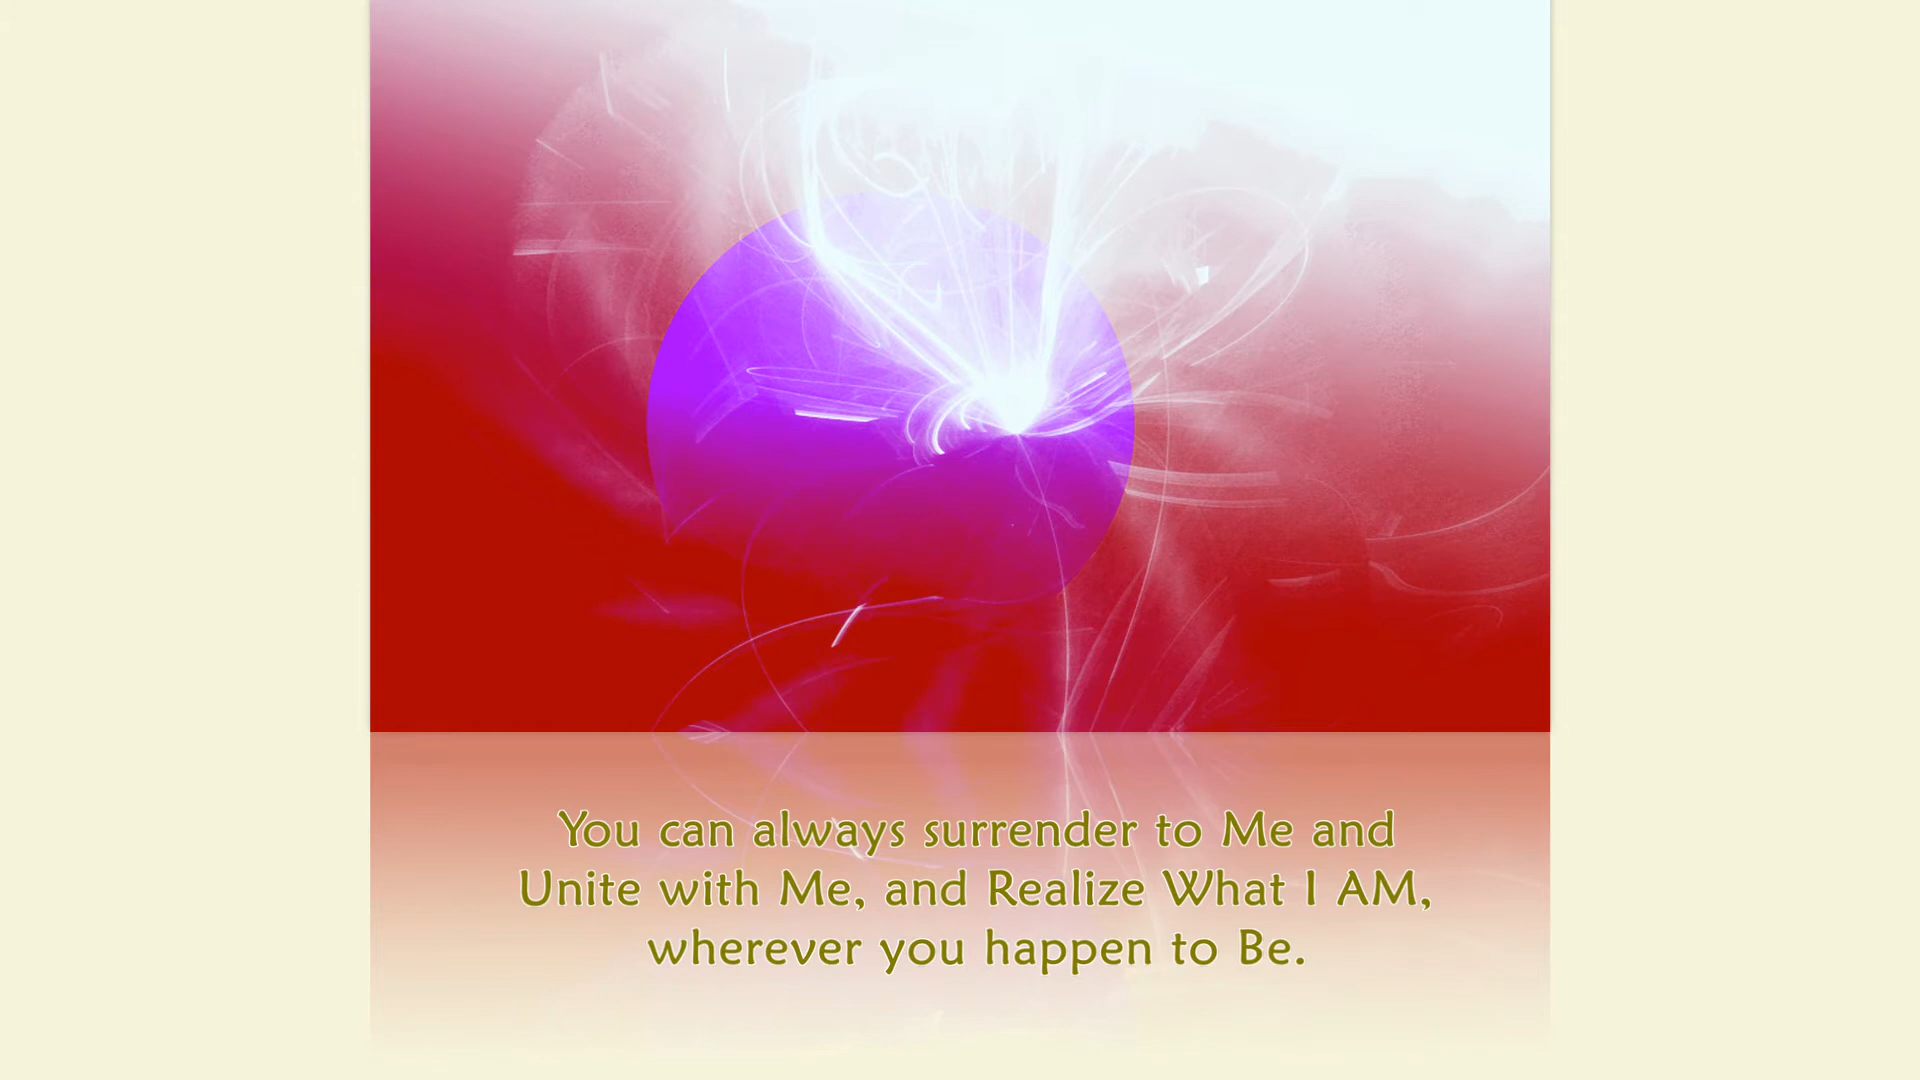 You can always surrender to Me and
Unite with Me, and Realize What I AM,
wherever you happen to Be.